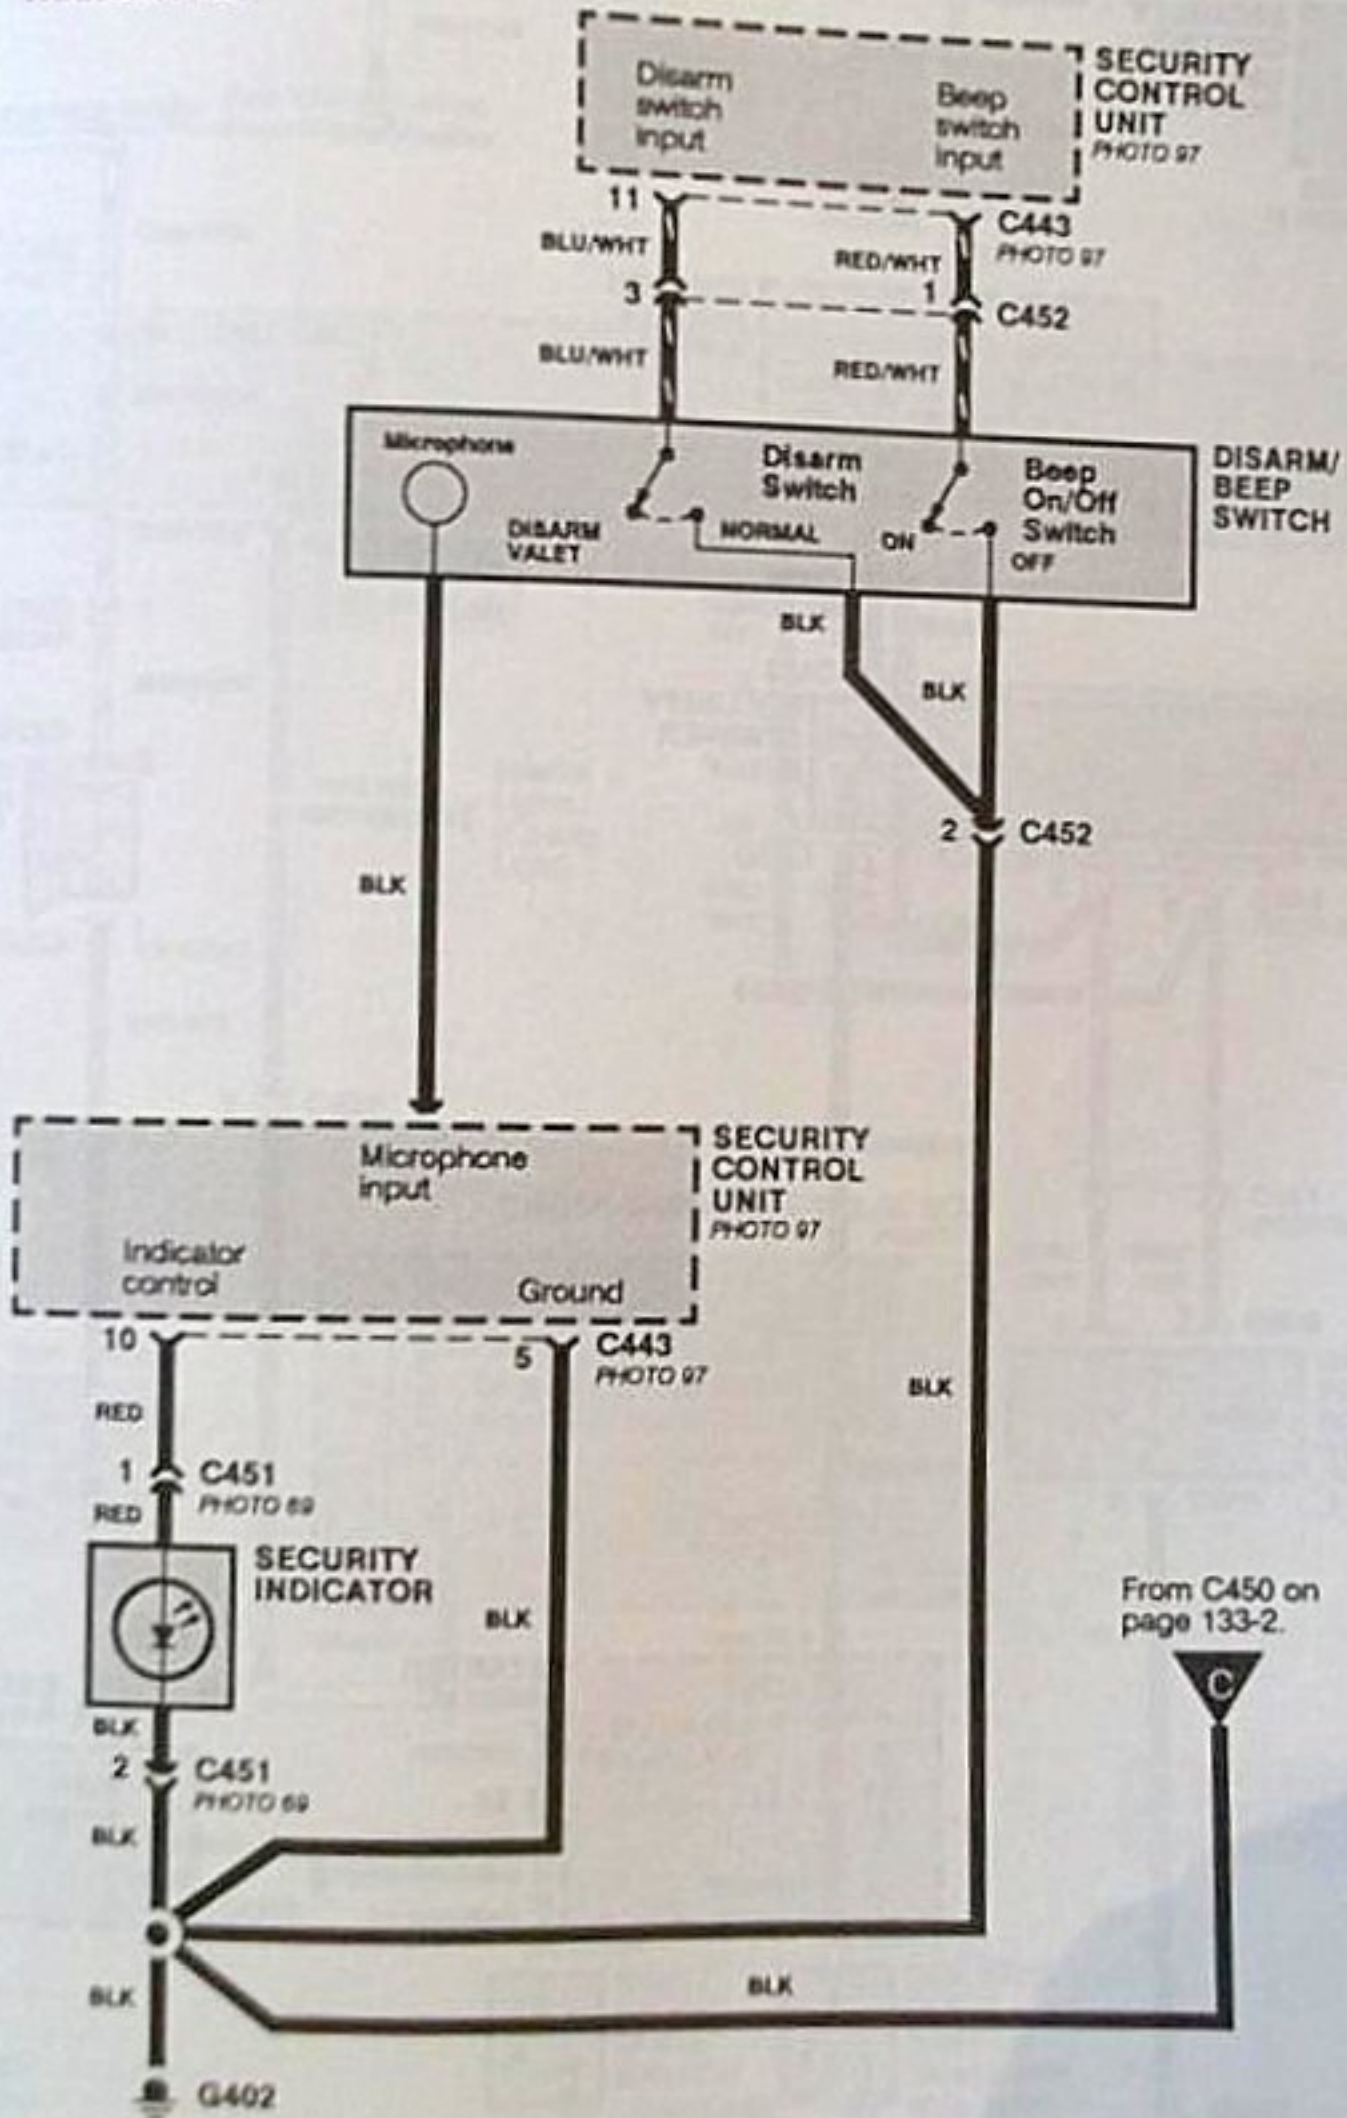 Disarm
switch
input
Beep
switch
input
SECURITY
CONTROL
UNIT
PHOTO 97
11
C443
PHOTO 97
BLU/WHT
RED/WHT
3
1
C452
BLU/WHT
RED/WHT
Microphone
Disarm
Switch
Beep
On/Off
Switch
DISARM/
BEEP
SWITCH
DISARM
VALET
NORMAL
ON
OFF
BLK
BLK
2
C452
BLK
Microphone
input
SECURITY
CONTROL
UNIT
PHOTO 97
Indicator
control
Ground
10
5
C443
PHOTO 97
BLK
RED
1
C451
PHOTO 69
RED
SECURITY
INDICATOR
BLK
From C450 on
page 133-2.
C
BLK
2
C451
PHOTO 69
BLK
BLK
BLK
G402